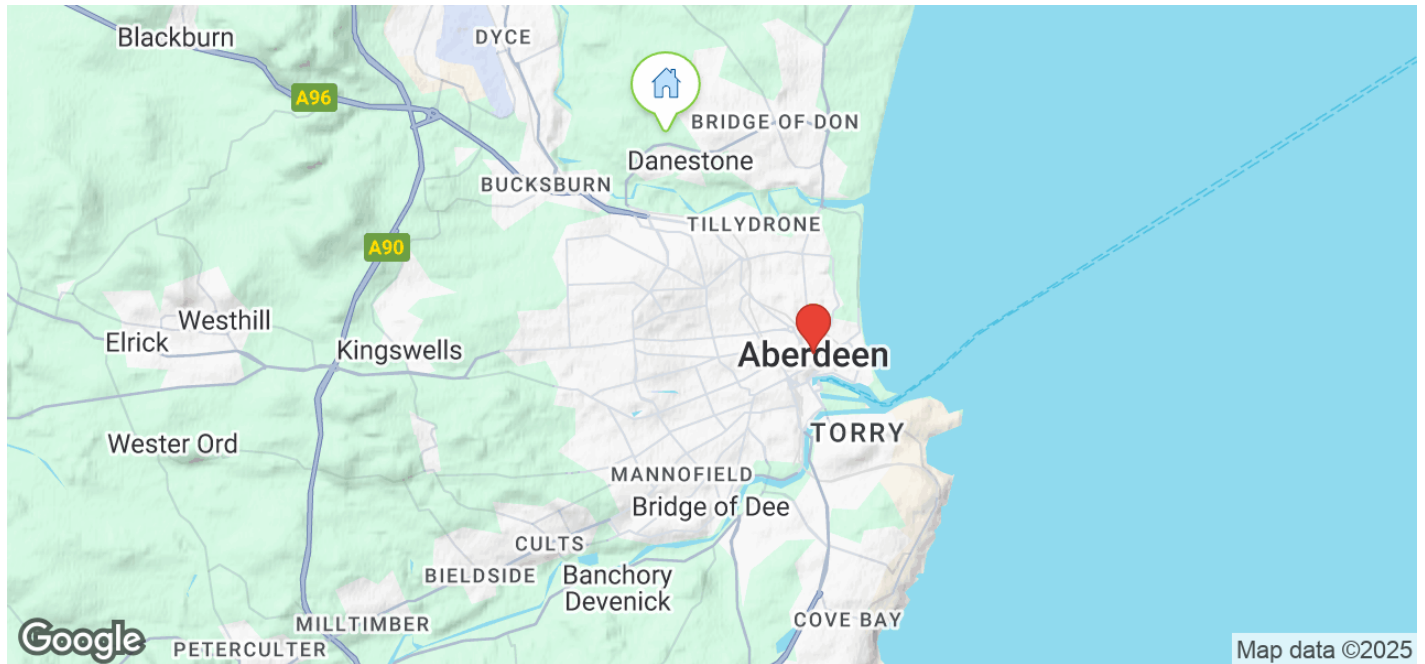 Blackburn
DYCE
A96
BRIDGE OF DON
Danestone
BUCKSBURN
TILLYDRONE
A90
Westhill
Elrick
Kingswells
Aberdeen
TORRY
Wester Ord
MANNOFIELD
Bridge of Dee
CULTS
BIELDSIDE
Banchory
Devenick
MILLTIMBER
COVE BAY
PETERCULTER
Google
Map data ©2025